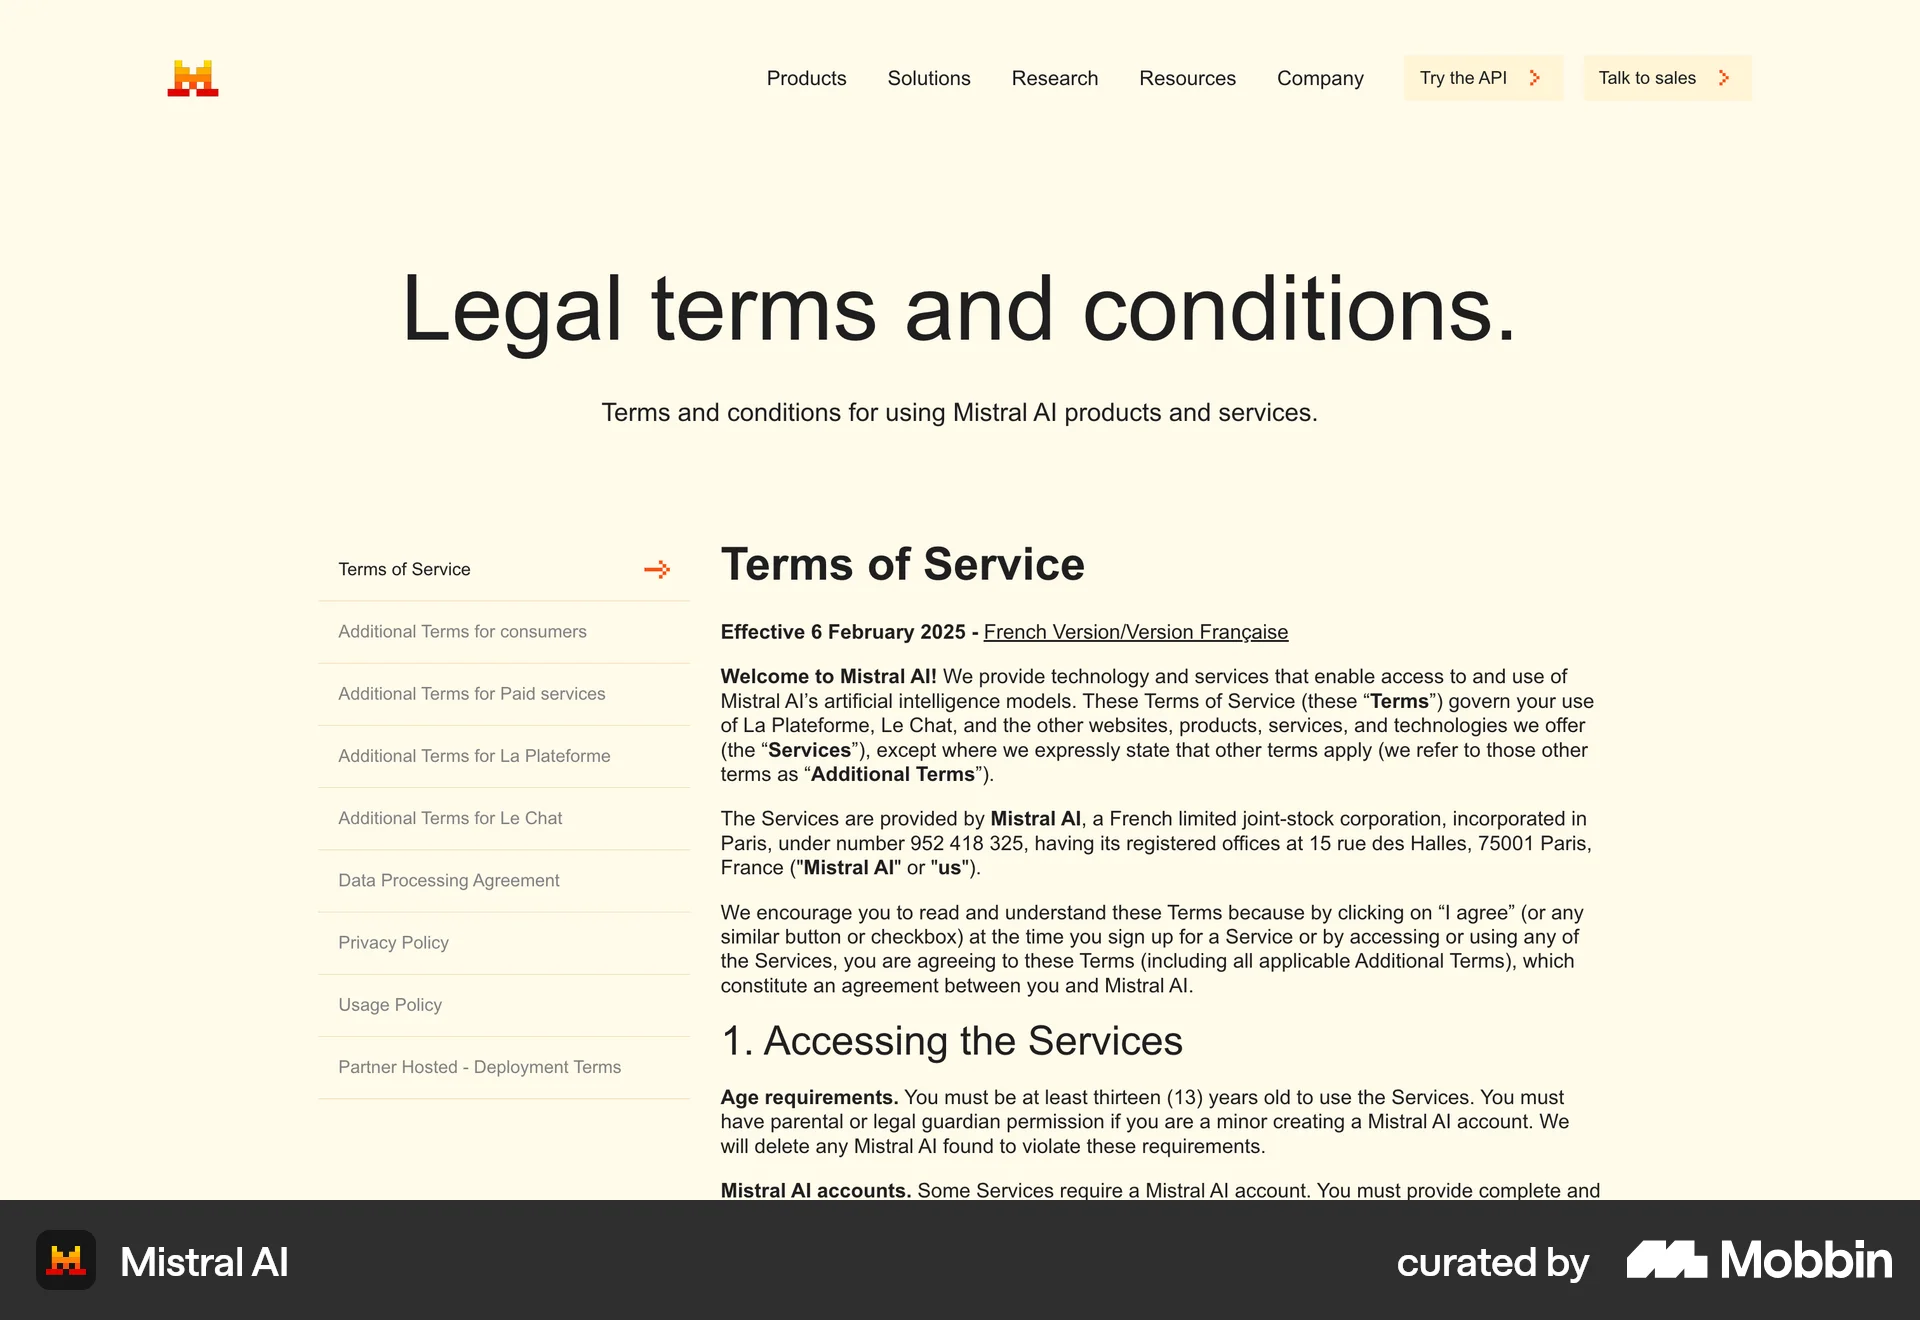 Products Solutions Research Resources Company Try the API Talk to sales
Legal terms and conditions.
Terms and conditions for using Mistral AI products and services.
Terms of Service
Additional Terms for consumers
Additional Terms for Paid services
Additional Terms for La Plateforme
Additional Terms for Le Chat
Data Processing Agreement
Privacy Policy
Usage Policy
Partner Hosted - Deployment Terms
Terms of Service
Effective 6 February 2025 - French Version/Version Française
Welcome to Mistral AI! We provide technology and services that enable access to and use of
Mistral AI’s artificial intelligence models. These Terms of Service (these “Terms”) govern your use
of La Plateforme, Le Chat, and the other websites, products, services, and technologies we offer
(the “Services”), except where we expressly state that other terms apply (we refer to those other
terms as “Additional Terms”).
The Services are provided by Mistral AI, a French limited joint-stock corporation, incorporated in
Paris, under number 952 418 325, having its registered offices at 15 rue des Halles, 75001 Paris,
France ("Mistral AI" or "us").
We encourage you to read and understand these Terms because by clicking on “I agree” (or any
similar button or checkbox) at the time you sign up for a Service or by accessing or using any of
the Services, you are agreeing to these Terms (including all applicable Additional Terms), which
constitute an agreement between you and Mistral AI.
1. Accessing the Services
Age requirements. You must be at least thirteen (13) years old to use the Services. You must
have parental or legal guardian permission if you are a minor creating a Mistral AI account. We
will delete any Mistral AI found to violate these requirements.
Mistral AI accounts. Some Services require a Mistral AI account. You must provide complete and
Mistral AI
curated by Mobbin